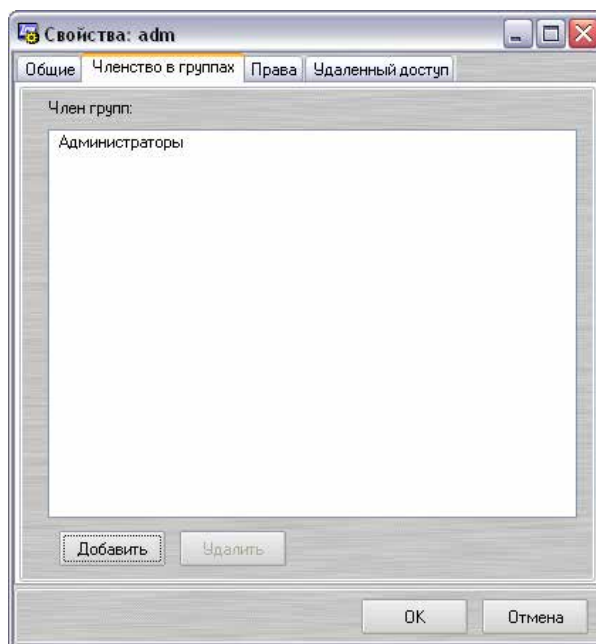 Свойства: adm
Общие Членство в группах Права Удаленный доступ
Член групп:
Администраторы
Добавить Удалить
OK Отмена